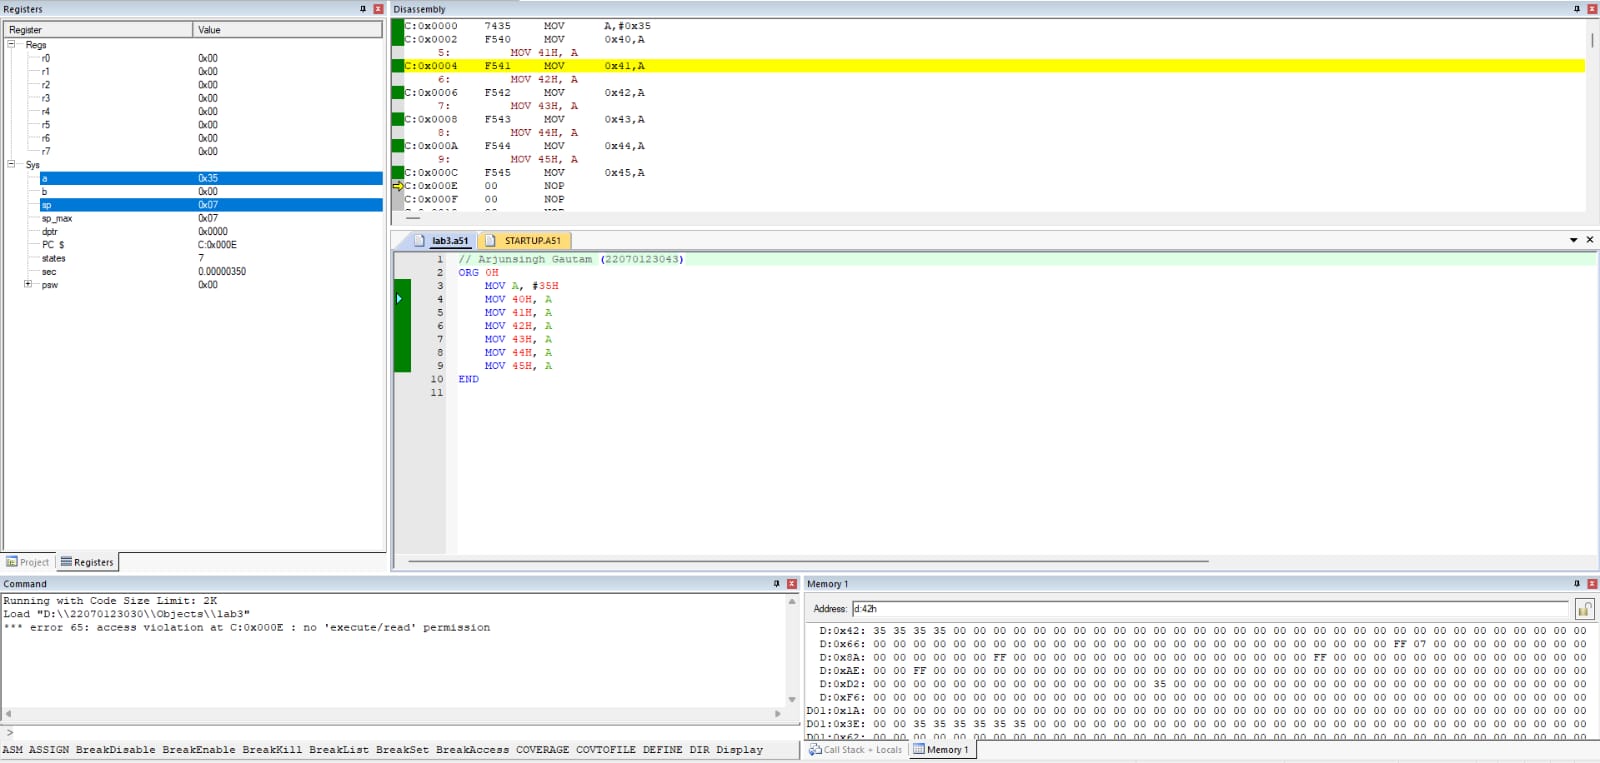 Registers
Register Value
Regs
r0 0x00
r1 0x00
r2 0x00
r3 0x00
r4 0x00
r5 0x00
r6 0x00
r7 0x00
Sys
a 0x35
b 0x00
sp 0x07
sp_max 0x07
dptr 0x0000
PC $ C:0x000E
states 7
sec 0.00000350
psw 0x00
Project Registers
Disassembly
C:0x0000 7435 MOV A,#0x35
C:0x0002 F540 MOV 0x40,A
5: MOV 41H, A
C:0x0004 F541 MOV 0x41,A
6: MOV 42H, A
C:0x0006 F542 MOV 0x42,A
7: MOV 43H, A
C:0x0008 F543 MOV 0x43,A
8: MOV 44H, A
C:0x000A F544 MOV 0x44,A
9: MOV 45H, A
C:0x000C F545 MOV 0x45,A
C:0x000E 00 NOP
C:0x000F 00 NOP
lab3.a51 STARTUP.A51
1 // Arjunsingh Gautam (22070123043)
2 ORG 0H
3 MOV A, #35H
4 MOV 40H, A
5 MOV 41H, A
6 MOV 42H, A
7 MOV 43H, A
8 MOV 44H, A
9 MOV 45H, A
10 END
11
Command
Running with Code Size Limit: 2K
Load "D:\\22070123030\\Objects\\lab3"
*** error 65: access violation at C:0x000E : no 'execute/read' permission
>
ASM ASSIGN BreakDisable BreakEnable BreakKill BreakList BreakSet BreakAccess COVERAGE COVTOFILE DEFINE DIR Display
Memory 1
Address: d:42h
D:0x42: 35 35 35 35 00 00 00 00 00 00 00 00 00 00 00 00 00 00 00 00 00 00 00 00 00 00 00 00 00 00 00 00 00 00 00 00
D:0x66: 00 00 00 00 00 00 00 00 00 00 00 00 00 00 00 00 00 00 00 00 00 00 00 00 00 00 FF 07 00 00 00 00 00 00 00 00
D:0x8A: 00 00 00 00 00 00 FF 00 00 00 00 00 00 00 00 00 00 00 00 00 00 00 FF 00 00 00 00 00 00 00 00 00 00 00 00 00
D:0xAE: 00 00 FF 00 00 00 00 00 00 00 00 00 00 00 00 00 00 00 00 00 00 00 00 00 00 00 00 00 00 00 00 00 00 00 00 00
D:0xD2: 00 00 00 00 00 00 00 00 00 00 00 00 00 00 35 00 00 00 00 00 00 00 00 00 00 00 00 00 00 00 00 00 00 00 00 00
D:0xF6: 00 00 00 00 00 00 00 00 00 00 00 00 00 00 00 00 00 00 00 00 00 00 00 00 00 00 00 00 00 00 00 00 00 00 00 00
D01:0x1A: 00 00 00 00 00 00 00 00 00 00 00 00 00 00 00 00 00 00 00 00 00 00 00 00 00 00 00 00 00 00 00 00 00 00 00 00
D01:0x3E: 00 00 35 35 35 35 35 35 00 00 00 00 00 00 00 00 00 00 00 00 00 00 00 00 00 00 00 00 00 00 00 00 00 00 00 00
Call Stack + Locals Memory 1